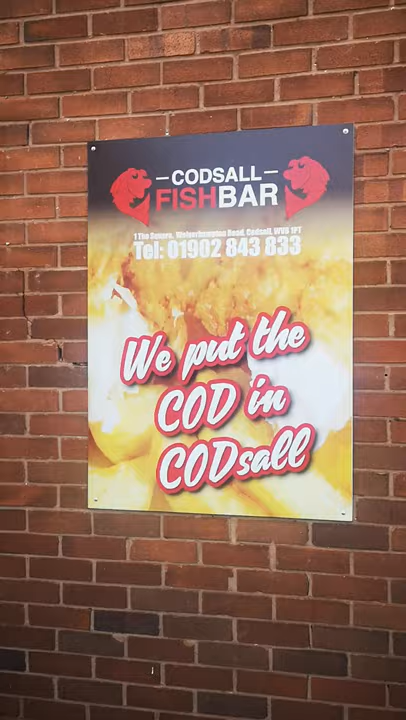 CODSALL
FISHBAR
1 The Square, Wolverhampton Road, Codsall, WV8 1PT
Tel: 01902 843 833
We put the
COD in
CODsall